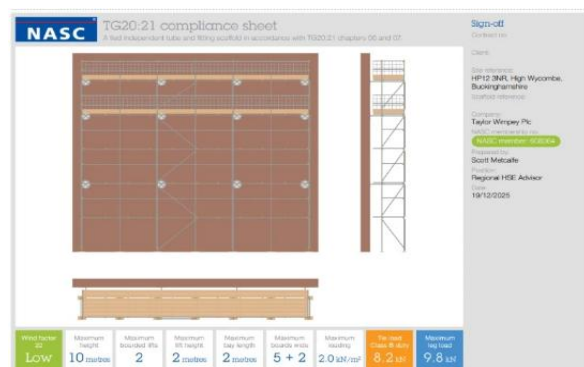 NASC
TG20:21 compliance sheet
A tied independent tube and fitting scaffold in accordance with TG20:21 chapters 06 and 07.
Sign-off
Contract no:
Client:
Site reference:
HP12 3NR, High Wycombe,
Buckinghamshire
Scaffold reference:
Company:
Taylor Wimpey Plc
NASC membership no:
NASC member:
Prepared by:
Scott Metcalfe
Position:
Regional HSE Advisor
Date:
19/12/2025
Wind factor
Low
Maximum height
10 metres
Maximum boarded lifts
2
Maximum lift height
2 metres
Maximum bay length
2 metres
Maximum boards wide
5 + 2
Maximum loading
2.0 kN/m²
Tie load
8.2 kN
Maximum leg load
9.8 kN